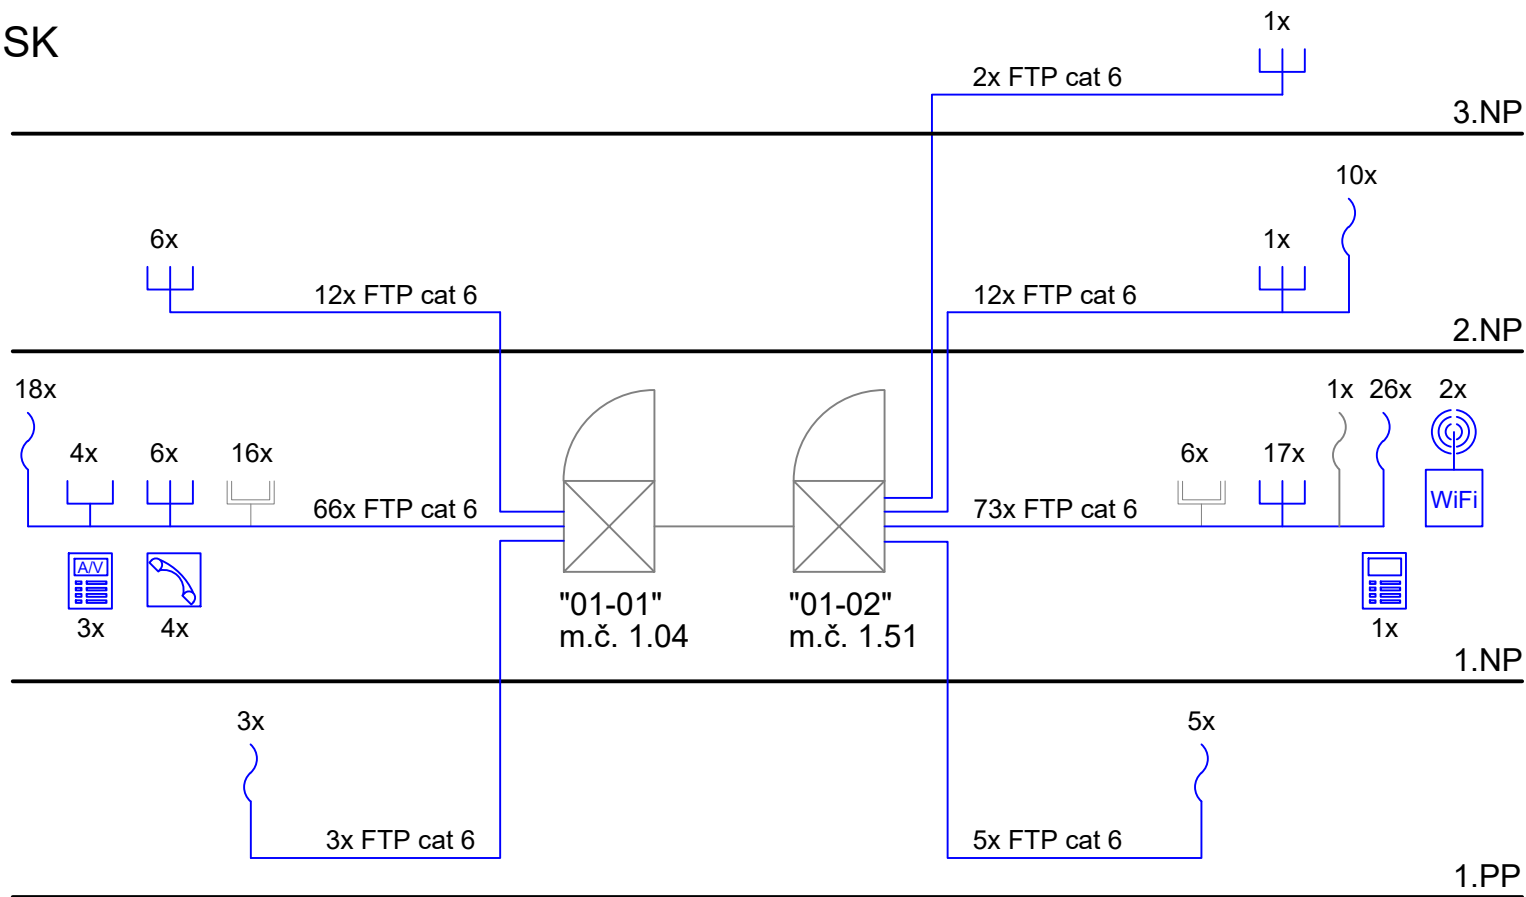 SK
1x
2x FTP cat 6
3.NP
10x
6x
1x
12x FTP cat 6
12x FTP cat 6
2.NP
18x
1x
26x
2x
4x
6x
16x
6x
17x
66x FTP cat 6
73x FTP cat 6
WiFi
A/V
3x
4x
"01-01"
m.č. 1.04
"01-02"
m.č. 1.51
1x
1.NP
3x
5x
3x FTP cat 6
5x FTP cat 6
1.PP